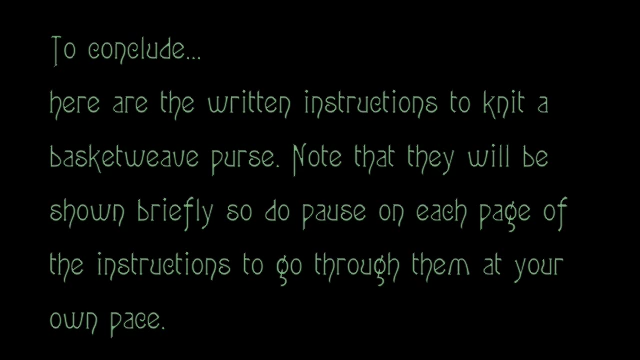 To conclude...
here are the written instructions to knit a
basketweave purse. Note that they will be
shown briefly so do pause on each page of
the instructions to go through them at your
own pace.